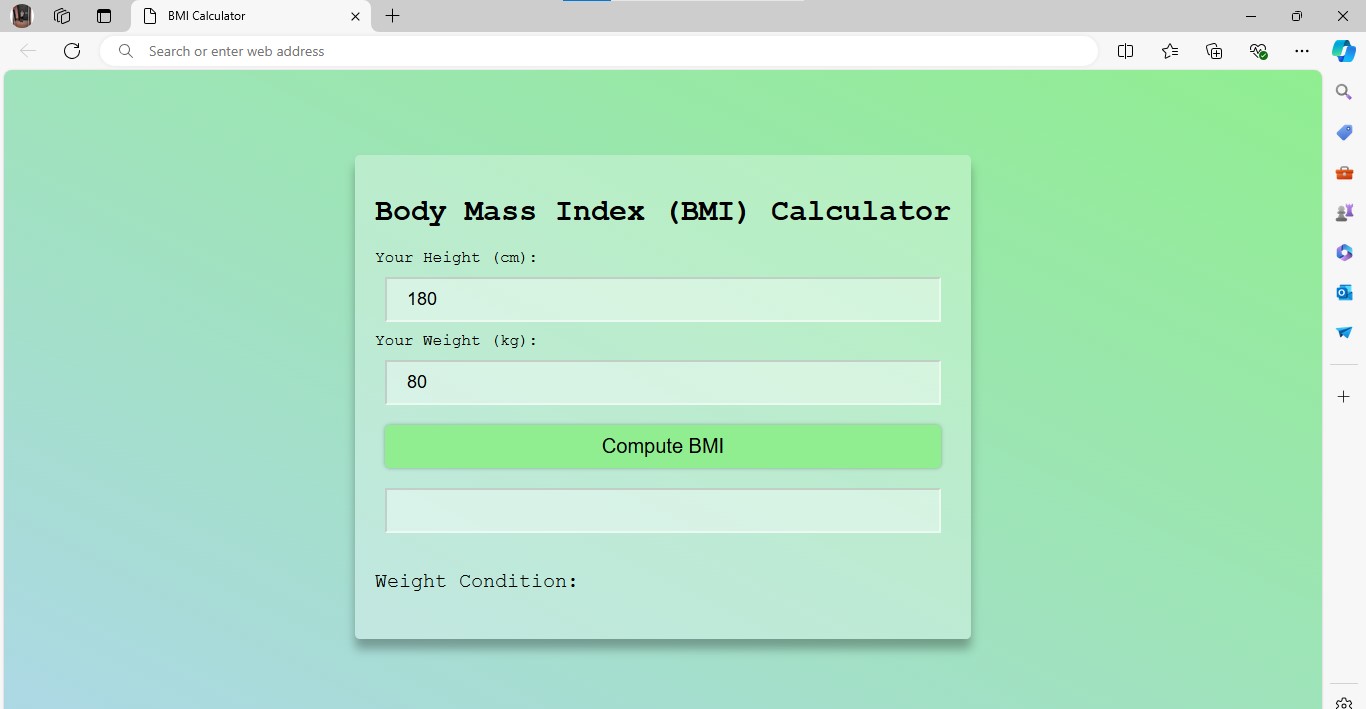 BMI Calculator
Search or enter web address
Body Mass Index (BMI) Calculator
Your Height (cm):
180
Your Weight (kg):
80
Compute BMI
Weight Condition: